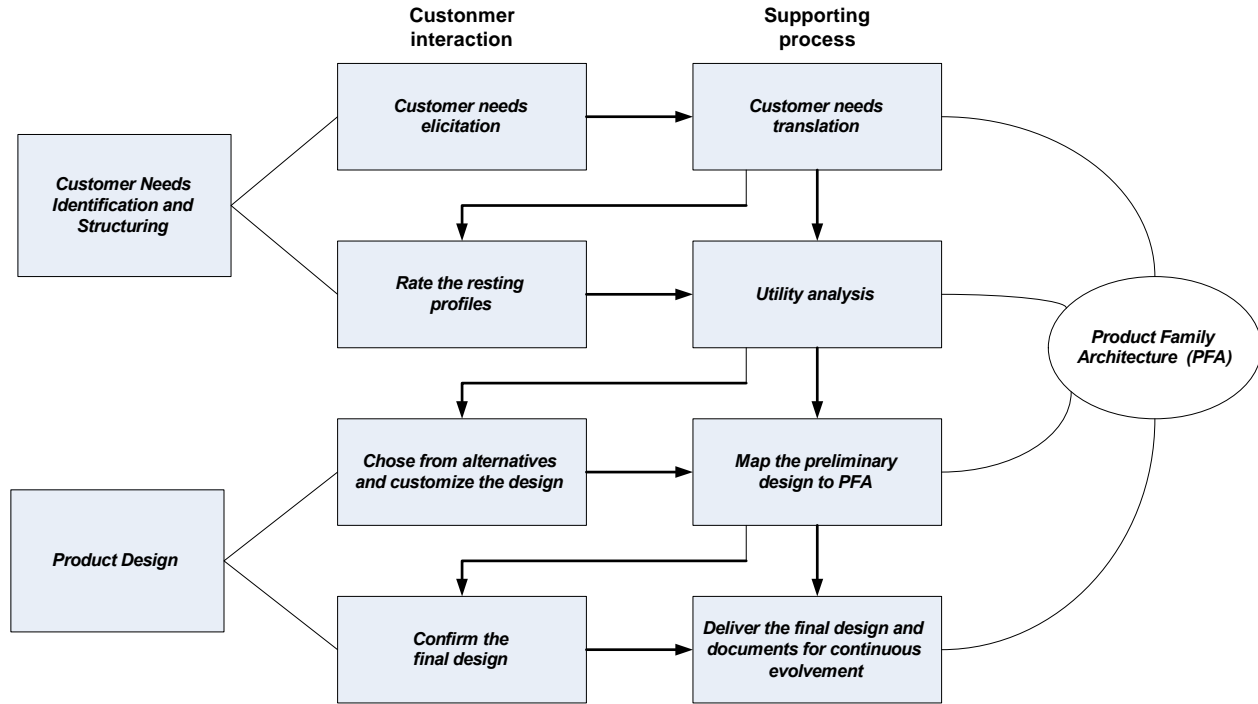 Custonmer
interaction
Supporting
process
Customer needs
elicitation
Customer needs
translation
Customer Needs
Identification and
Structuring
Rate the resting
profiles
Utility analysis
Product Family
Architecture (PFA)
Chose from alternatives
and customize the design
Map the preliminary
design to PFA
Product Design
Confirm the
final design
Deliver the final design and
documents for continuous
evolvement